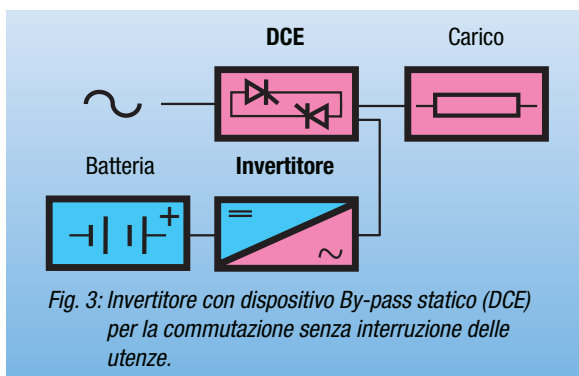 DCE Carico
Batteria Invertitore
Fig. 3: Invertitore con dispositivo By-pass statico (DCE)
per la commutazione senza interruzione delle
utenze.